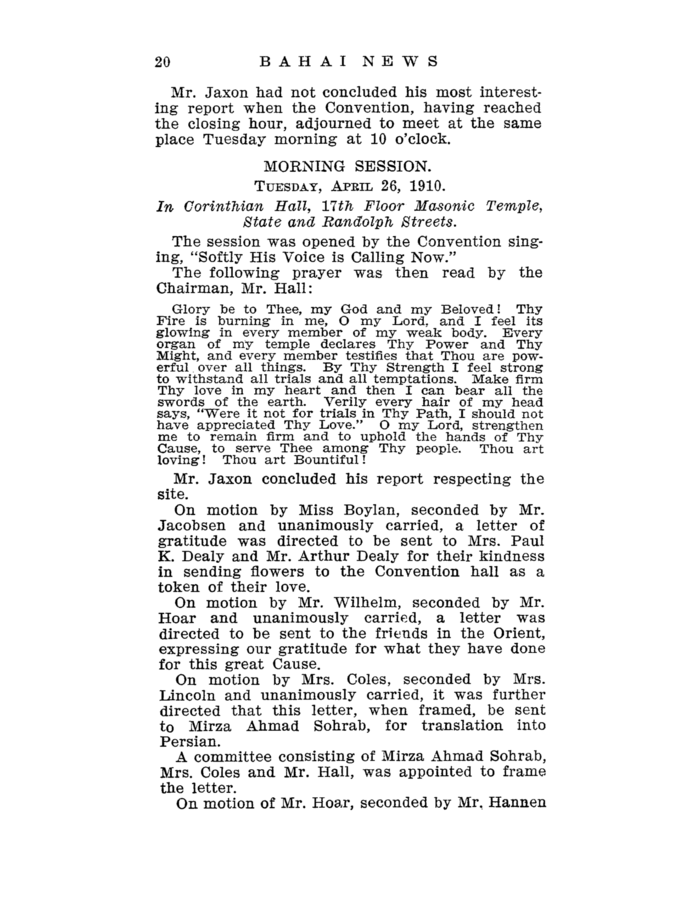 20 BAHAI NEWS
Mr. Jaxon had not concluded his most interest-
ing report when the Convention, having reached
the closing hour, adjourned to meet at the same
place Tuesday morning at 10 o'clock.
MORNING SESSION.
TUESDAY, APRIL 26, 1910.
In Corinthian Hall, 17th Floor Masonic Temple,
State and Randolph Streets.
The session was opened by the Convention sing-
ing, "Softly His Voice is Calling Now."
The following prayer was then read by the
Chairman, Mr. Hall:
Glory be to Thee, my God and my Beloved! Thy
Fire is burning in me, O my Lord, and I feel its
glowing in every member of my weak body. Every
organ of my temple declares Thy Power and Thy
Might, and every member testifies that Thou are pow-
erful over all things. By Thy Strength I feel strong
to withstand all trials and all temptations. Make firm
Thy love in my heart and then I can bear all the
swords of the earth. Verily every hair of my head
says, "Were it not for trials in Thy Path, I should not
have appreciated Thy Love." O my Lord, strengthen
me to remain firm and to uphold the hands of Thy
Cause, to serve Thee among Thy people. Thou art
loving! Thou art Bountiful!
Mr. Jaxon concluded his report respecting the
site.
On motion by Miss Boylan, seconded by Mr.
Jacobsen and unanimously carried, a letter of
gratitude was directed to be sent to Mrs. Paul
K. Dealy and Mr. Arthur Dealy for their kindness
in sending flowers to the Convention hall as a
token of their love.
On motion by Mr. Wilhelm, seconded by Mr.
Hoar and unanimously carried, a letter was
directed to be sent to the friends in the Orient,
expressing our gratitude for what they have done
for this great Cause.
On motion by Mrs. Coles, seconded by Mrs.
Lincoln and unanimously carried, it was further
directed that this letter, when framed, be sent
to Mirza Ahmad Sohrab, for translation into
Persian.
A committee consisting of Mirza Ahmad Sohrab,
Mrs. Coles and Mr. Hall, was appointed to frame
the letter.
On motion of Mr. Hoar, seconded by Mr. Hannen